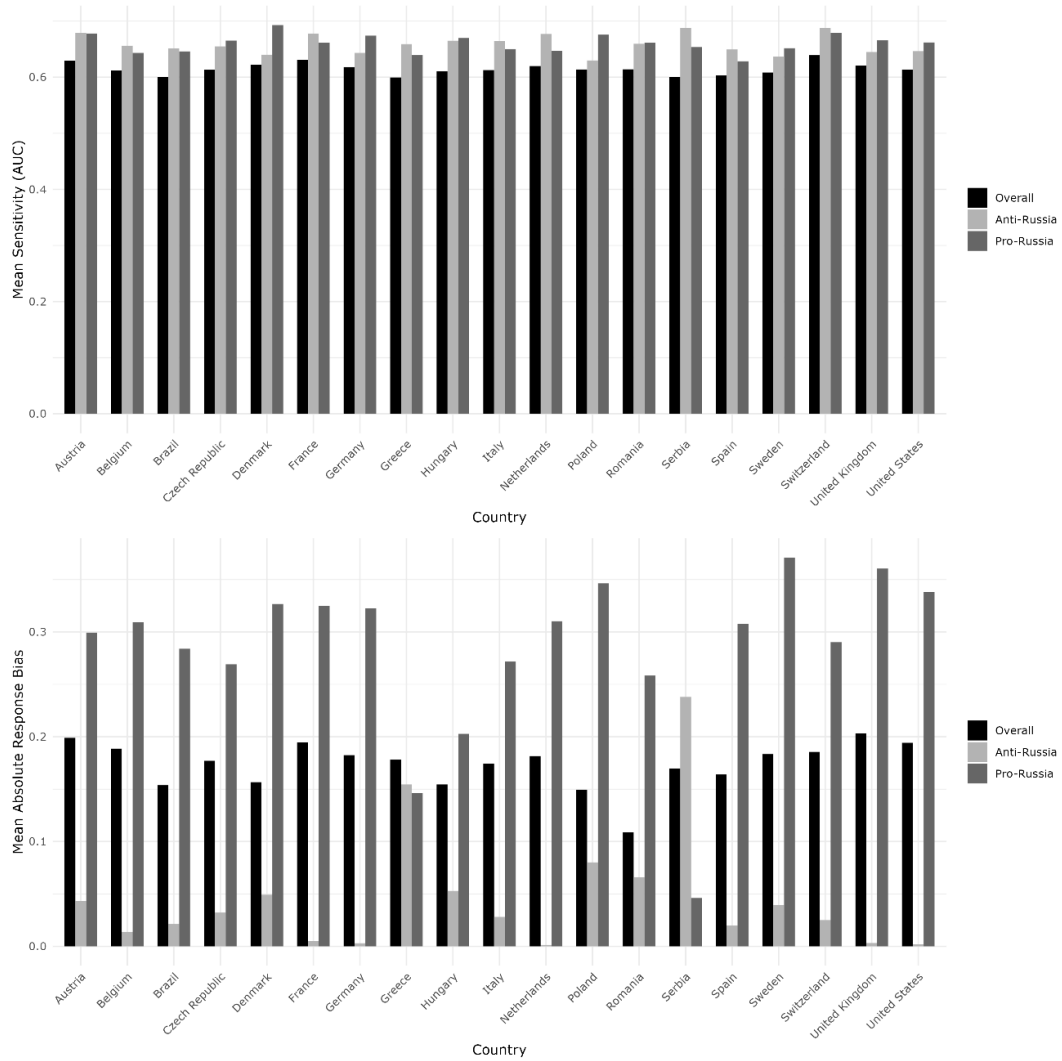 Mean Sensitivity (AUC)
0.6
0.4
0.2
0.0
Austria
Belgium
Brazil
Czech Republic
Denmark
France
Germany
Greece
Hungary
Italy
Netherlands
Poland
Romania
Serbia
Spain
Sweden
Switzerland
United Kingdom
United States
Country
Overall
Anti-Russia
Pro-Russia
Mean Absolute Response Bias
0.3
0.2
0.1
0.0
Austria
Belgium
Brazil
Czech Republic
Denmark
France
Germany
Greece
Hungary
Italy
Netherlands
Poland
Romania
Serbia
Spain
Sweden
Switzerland
United Kingdom
United States
Country
Overall
Anti-Russia
Pro-Russia